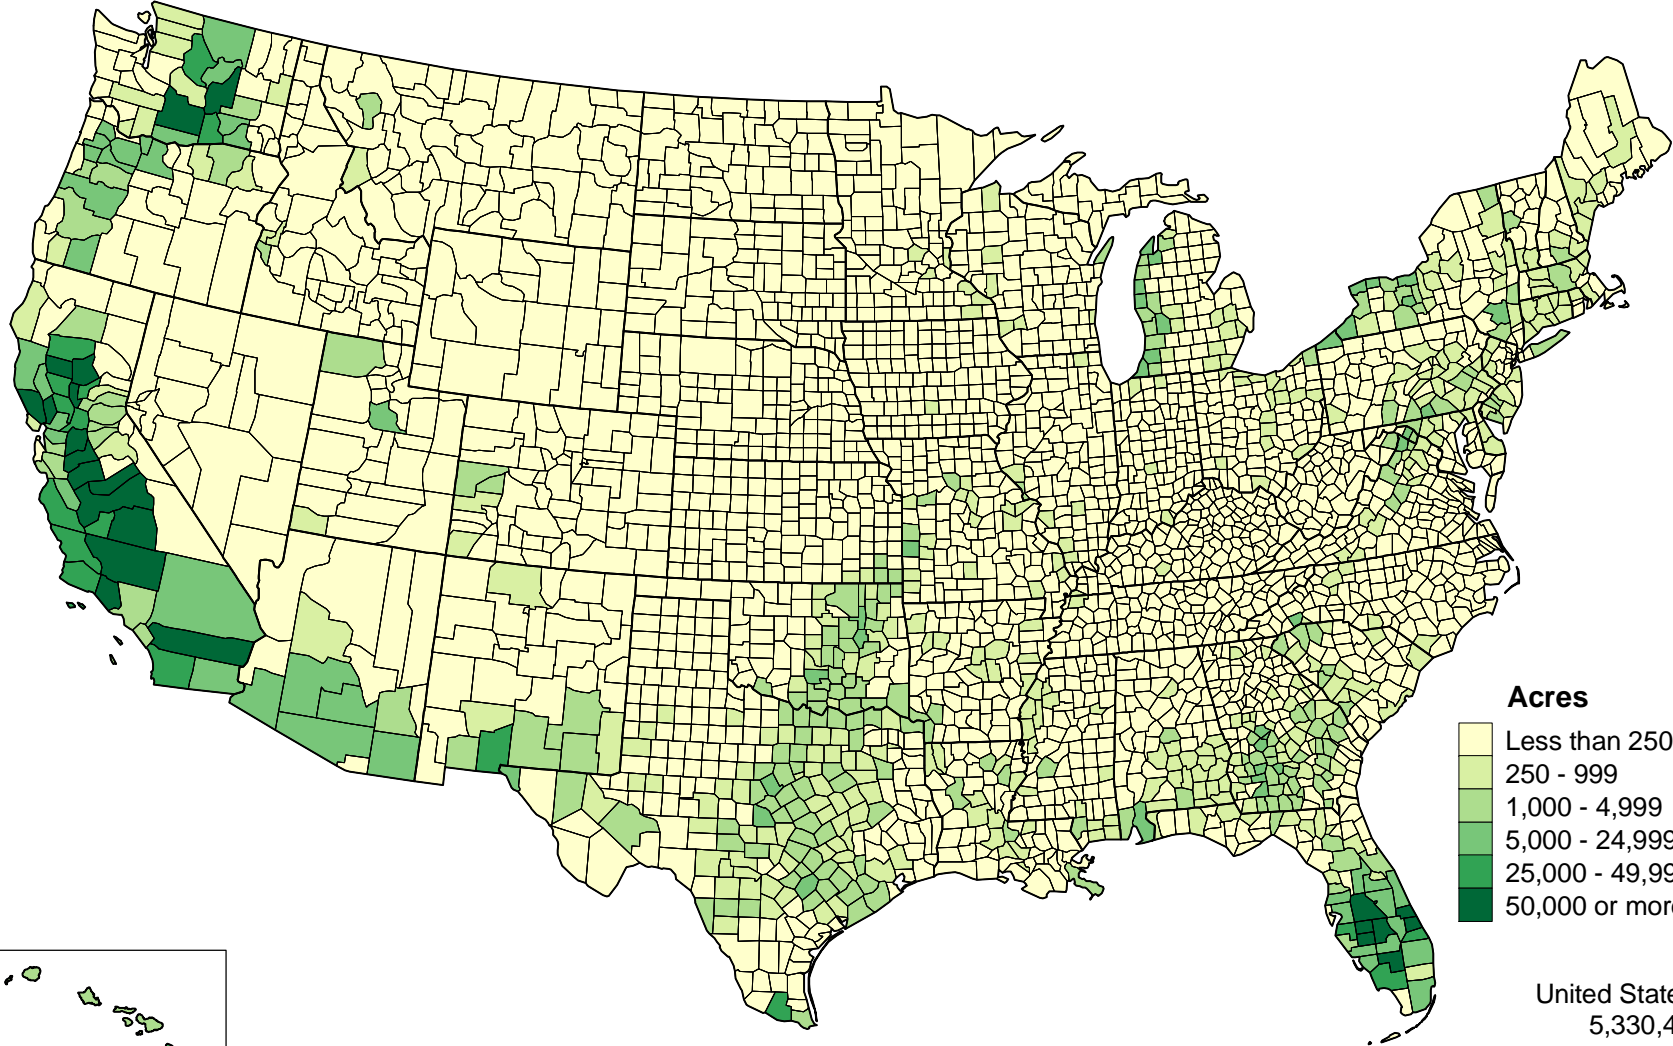 Acres
Less than 250
250 - 999
1,000 - 4,999
5,000 - 24,999
25,000 - 49,99
50,000 or more
United State
5,330,4